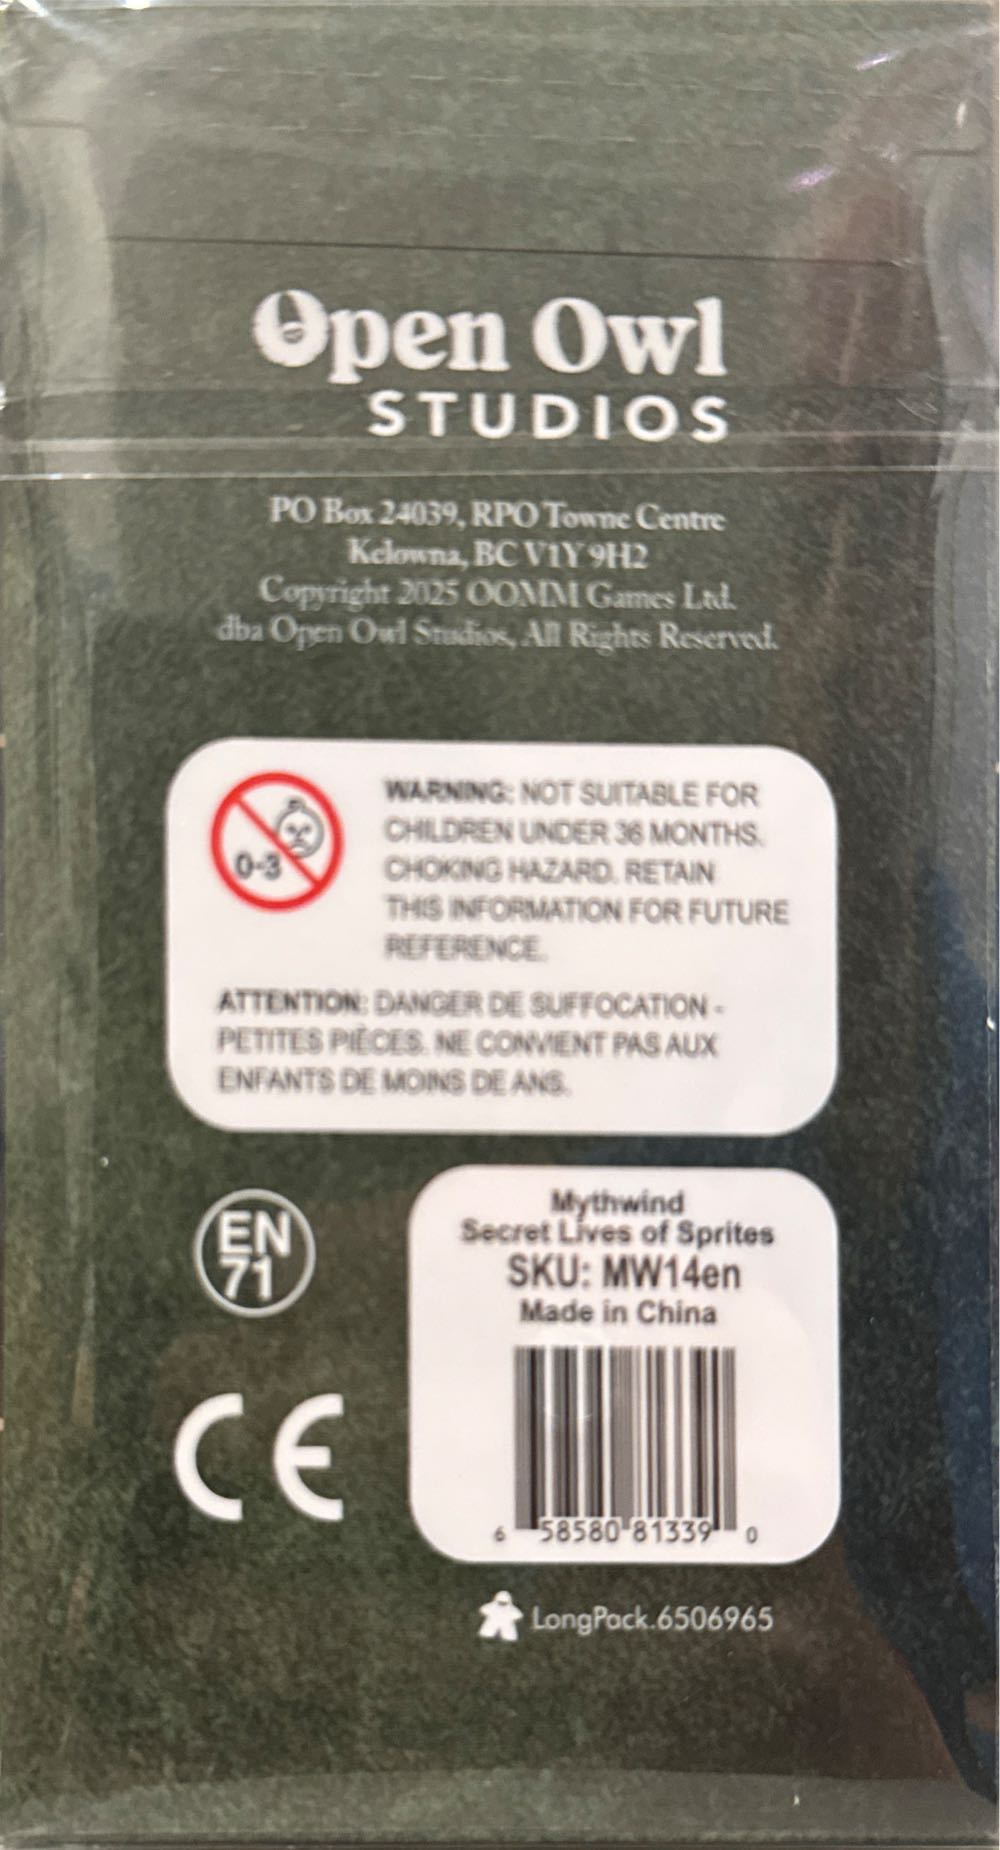 Open Owl
STUDIOS
PO Box 24039, RPO Towne Centre
Kelowna, BC V1Y 9H2
Copyright 2025 OOMM Games Ltd.
dba Open Owl Studios, All Rights Reserved.
0-3
WARNING: NOT SUITABLE FOR
CHILDREN UNDER 36 MONTHS.
CHOKING HAZARD. RETAIN
THIS INFORMATION FOR FUTURE
REFERENCE.
ATTENTION: DANGER DE SUFFOCATION -
PETITES PIÈCES. NE CONVIENT PAS AUX
ENFANTS DE MOINS DE ANS.
EN
71
CE
Mythwind
Secret Lives of Sprites
SKU: MW14en
Made in China
6 58580 81339 0
LongPack.6506965